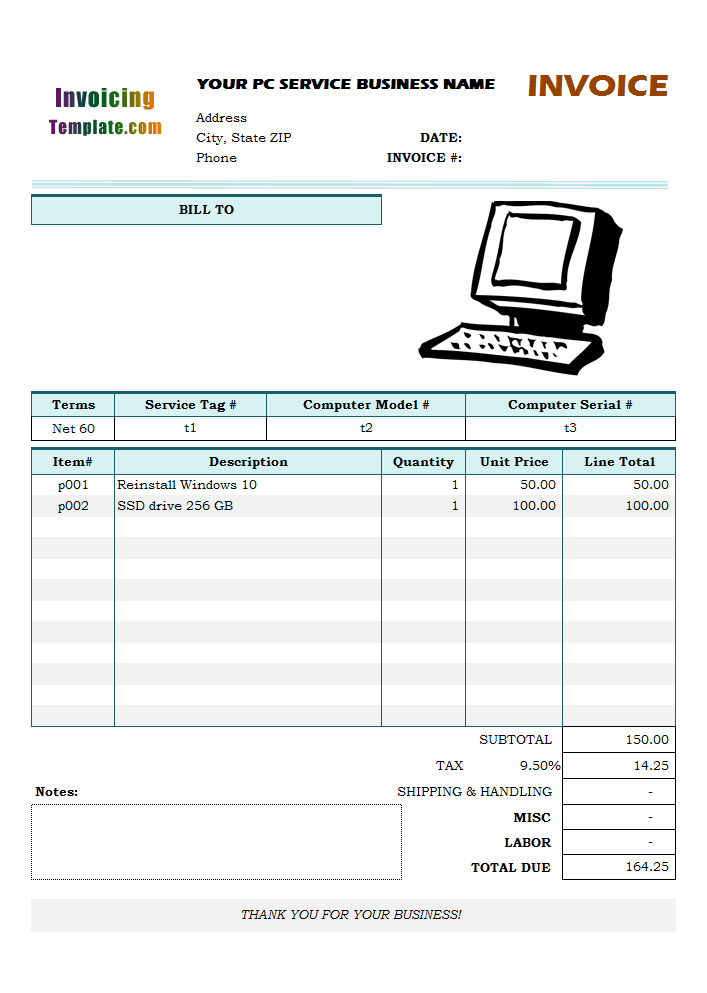 Invoicing
Template.com
YOUR PC SERVICE BUSINESS NAME
INVOICE
Address
City, State ZIP
DATE:
Phone
INVOICE #:
BILL TO
Terms Service Tag # Computer Model # Computer Serial #
Net 60 t1 t2 t3
Item# Description Quantity Unit Price Line Total
p001 Reinstall Windows 10 1 50.00 50.00
p002 SSD drive 256 GB 1 100.00 100.00
SUBTOTAL 150.00
TAX 9.50% 14.25
Notes:
SHIPPING & HANDLING -
MISC -
LABOR -
TOTAL DUE 164.25
THANK YOU FOR YOUR BUSINESS!